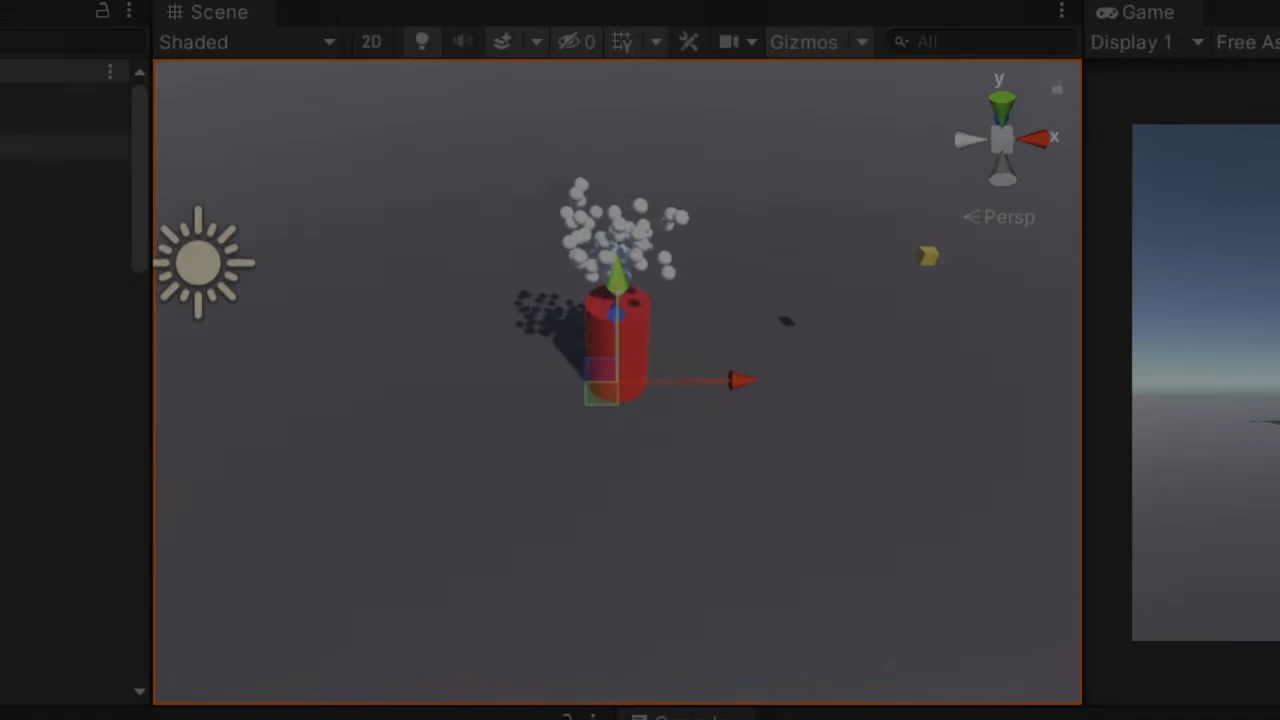 Scene
Game
Shaded
2D
0
Gizmos
All
Display 1
Free As
y
x
Persp